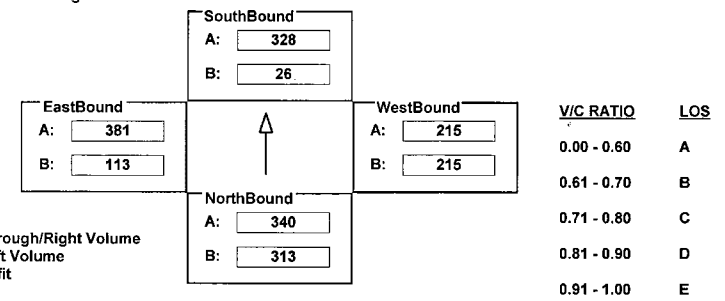 SouthBound
A: 328
B: 26
EastBound
A: 381
B: 113
WestBound
A: 215
B: 215
NorthBound
A: 340
B: 313
rough/Right Volume
ft Volume
fit
V/C RATIO LOS
0.00 - 0.60 A
0.61 - 0.70 B
0.71 - 0.80 C
0.81 - 0.90 D
0.91 - 1.00 E